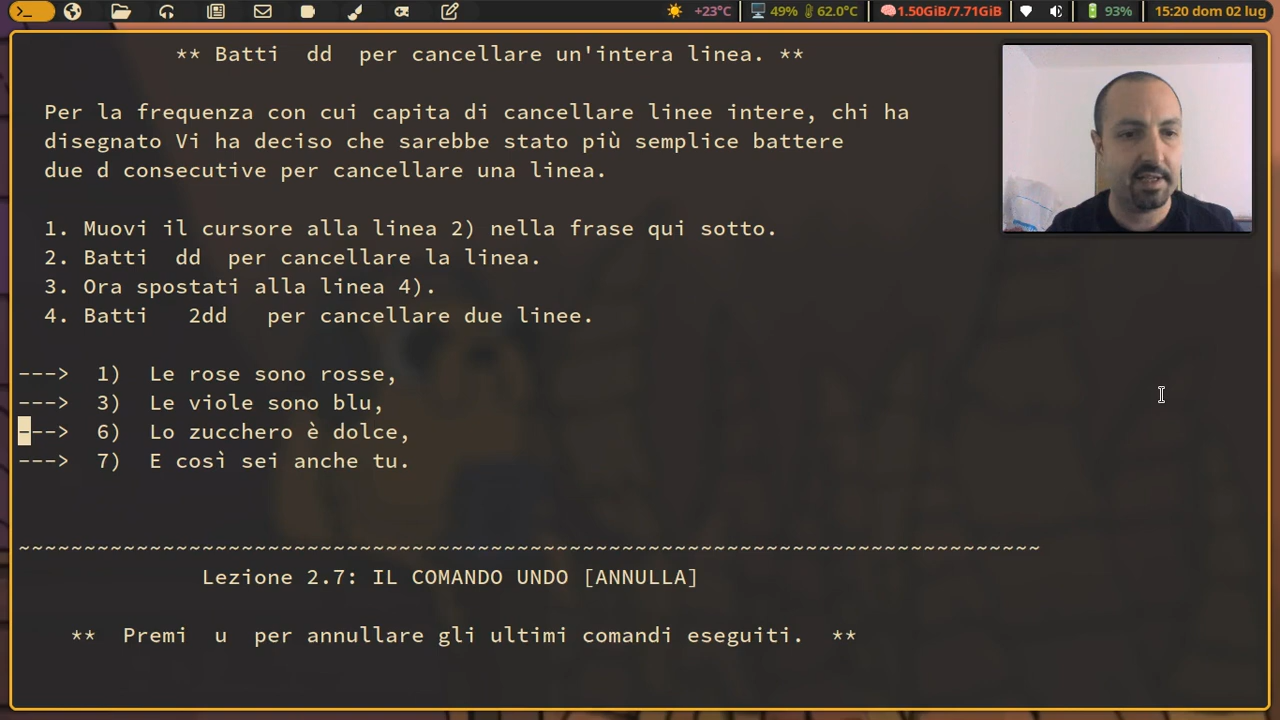 +23°C 49% 62.0°C 1.50GiB/7.71GiB 93% 15:20 dom 02 lug
** Batti dd per cancellare un'intera linea. **
Per la frequenza con cui capita di cancellare linee intere, chi ha
disegnato Vi ha deciso che sarebbe stato più semplice battere
due d consecutive per cancellare una linea.
1. Muovi il cursore alla linea 2) nella frase qui sotto.
2. Batti dd per cancellare la linea.
3. Ora spostati alla linea 4).
4. Batti 2dd per cancellare due linee.
---> 1) Le rose sono rosse,
---> 3) Le viole sono blu,
---> 6) Lo zucchero è dolce,
---> 7) E così sei anche tu.
~~~~~~~~~~~~~~~~~~~~~~~~~~~~~~~~~~~~~~~~~~~~~~~~~~~~~~~~~~~~~~~~~~~~~~~~~~~~~~
Lezione 2.7: IL COMANDO UNDO [ANNULLA]
** Premi u per annullare gli ultimi comandi eseguiti. **